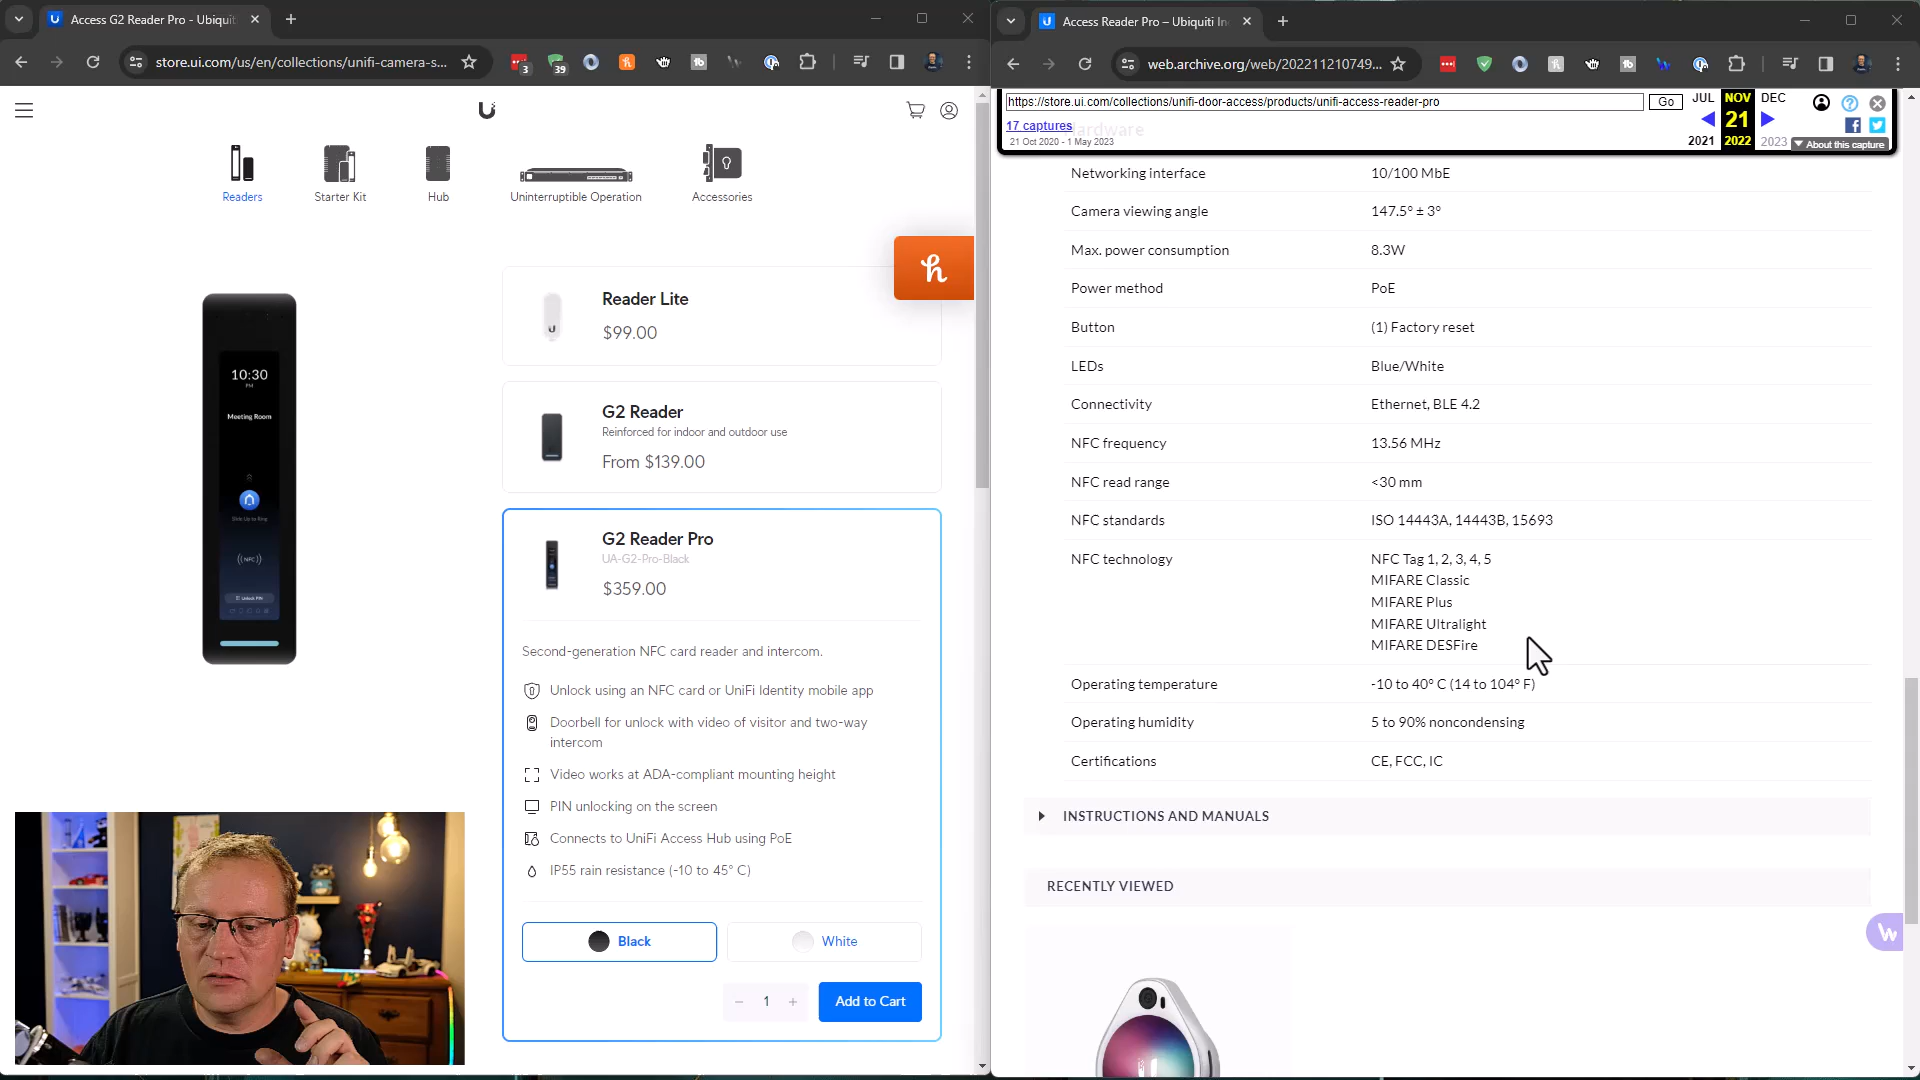 Access G2 Reader Pro - Ubiquit
store.ui.com/us/en/collections/unifi-camera-s...
3
39
Readers
Starter Kit
Hub
Uninterruptible Operation
Accessories
Reader Lite
$99.00
G2 Reader
Reinforced for indoor and outdoor use
From $139.00
G2 Reader Pro
UA-G2-Pro-Black
$359.00
Second-generation NFC card reader and intercom.
Unlock using an NFC card or UniFi Identity mobile app
Doorbell for unlock with video of visitor and two-way
intercom
Video works at ADA-compliant mounting height
PIN unlocking on the screen
Connects to UniFi Access Hub using PoE
IP55 rain resistance (-10 to 45° C)
Black
White
− 1 +
Add to Cart
10:30
PM
Meeting Room
Slide Up to Ring
((NFC))
Unlock PIN
Access Reader Pro – Ubiquiti In
web.archive.org/web/202211210749...
https://store.ui.com/collections/unifi-door-access/products/unifi-access-reader-pro
Go
JUL NOV DEC
17 captures
21
21 Oct 2020 - 1 May 2023
2021 2022 2023
About this capture
Hardware
Networking interface 10/100 MbE
Camera viewing angle 147.5° ± 3°
Max. power consumption 8.3W
Power method PoE
Button (1) Factory reset
LEDs Blue/White
Connectivity Ethernet, BLE 4.2
NFC frequency 13.56 MHz
NFC read range <30 mm
NFC standards ISO 14443A, 14443B, 15693
NFC technology NFC Tag 1, 2, 3, 4, 5
MIFARE Classic
MIFARE Plus
MIFARE Ultralight
MIFARE DESFire
Operating temperature -10 to 40° C (14 to 104° F)
Operating humidity 5 to 90% noncondensing
Certifications CE, FCC, IC
INSTRUCTIONS AND MANUALS
RECENTLY VIEWED